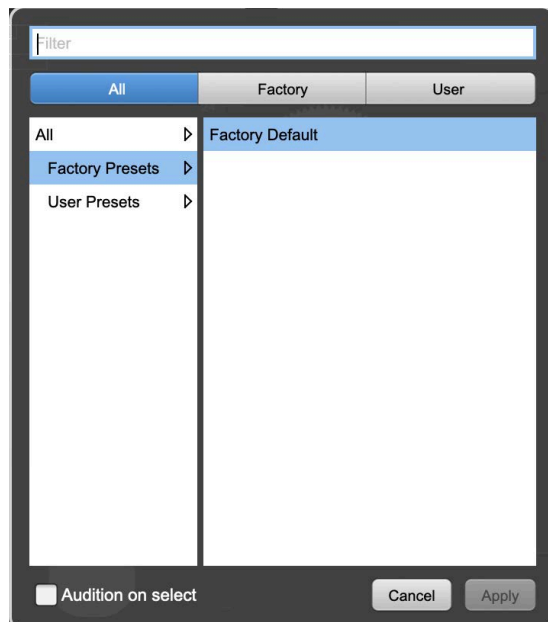 Filter
All Factory User
All Factory Default
Factory Presets
User Presets
Audition on select Cancel Apply